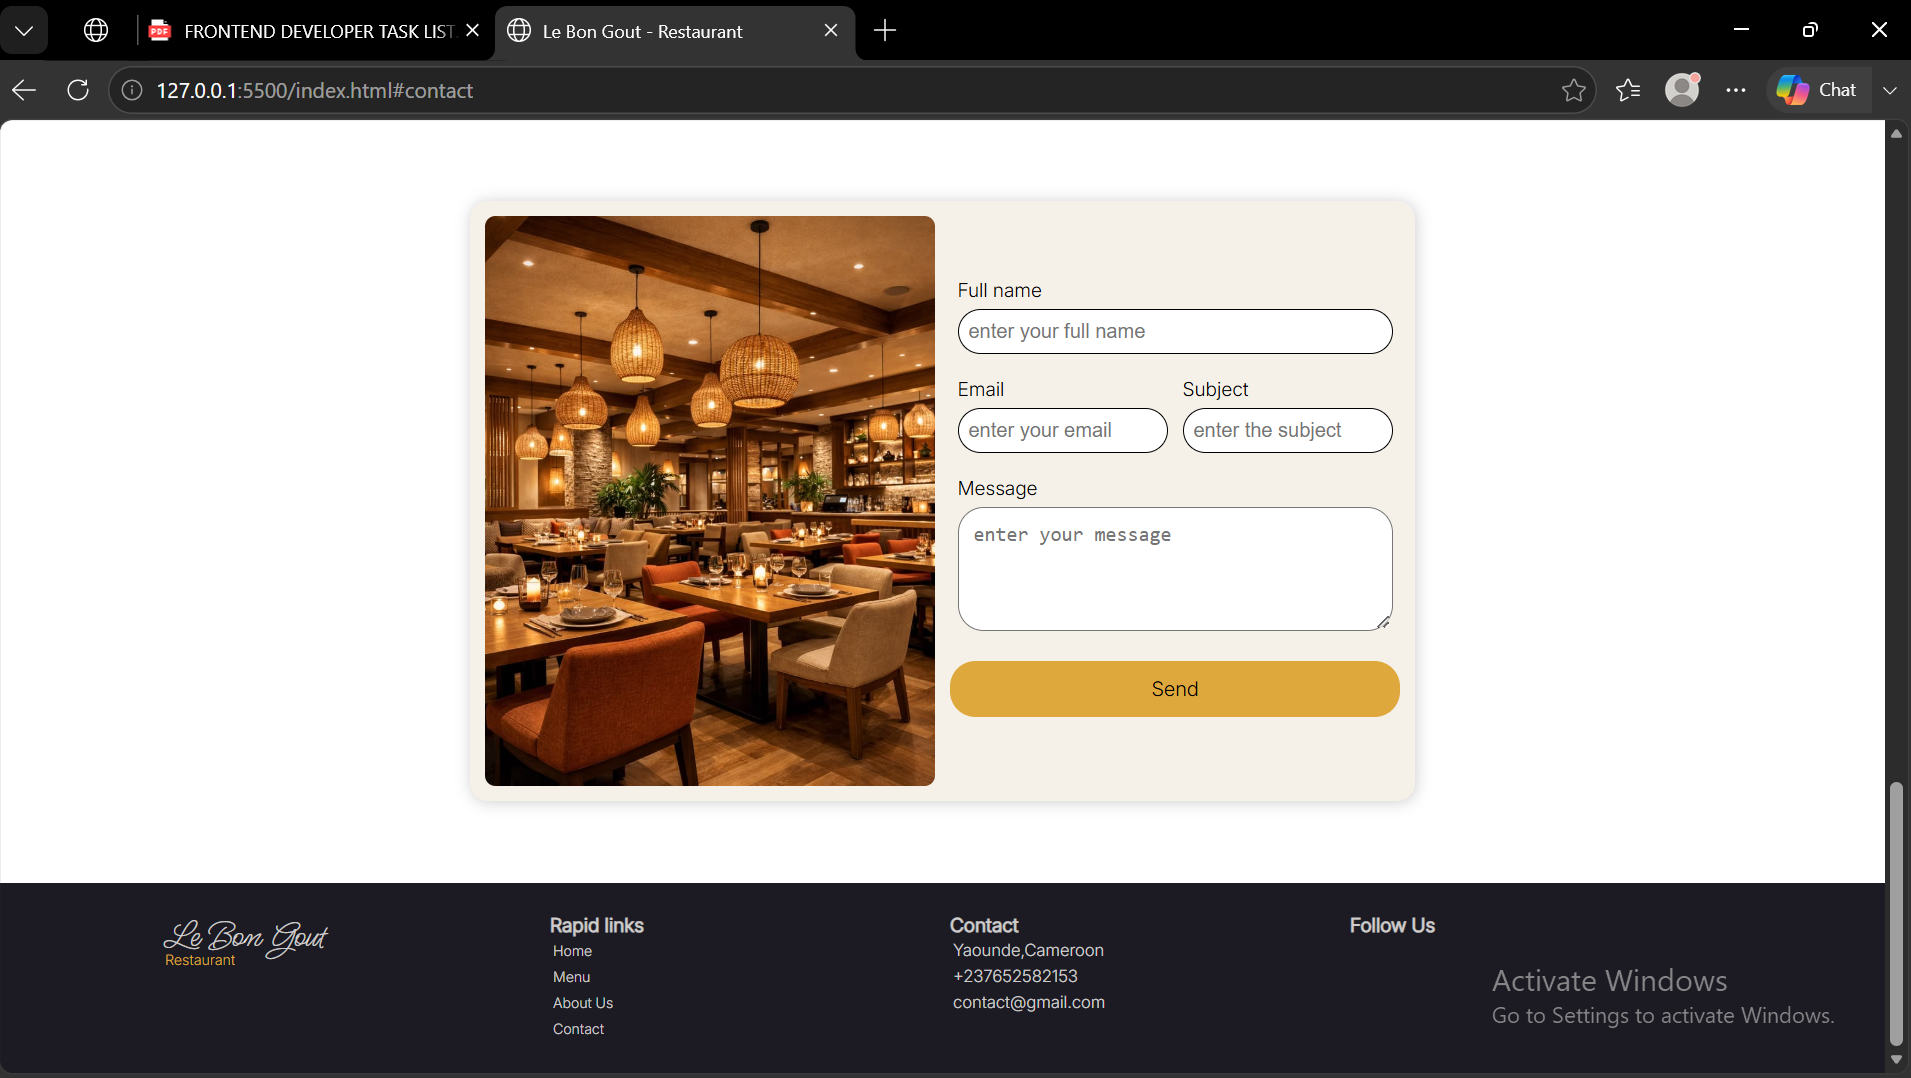 FRONTEND DEVELOPER TASK LIST
Le Bon Gout - Restaurant
127.0.0.1:5500/index.html#contact
Chat
Full name
enter your full name
Email
Subject
enter your email
enter the subject
Message
enter your message
Send
Le Bon Gout
Restaurant
Rapid links
Home
Menu
About Us
Contact
Contact
Yaounde,Cameroon
+237652582153
contact@gmail.com
Follow Us
Activate Windows
Go to Settings to activate Windows.